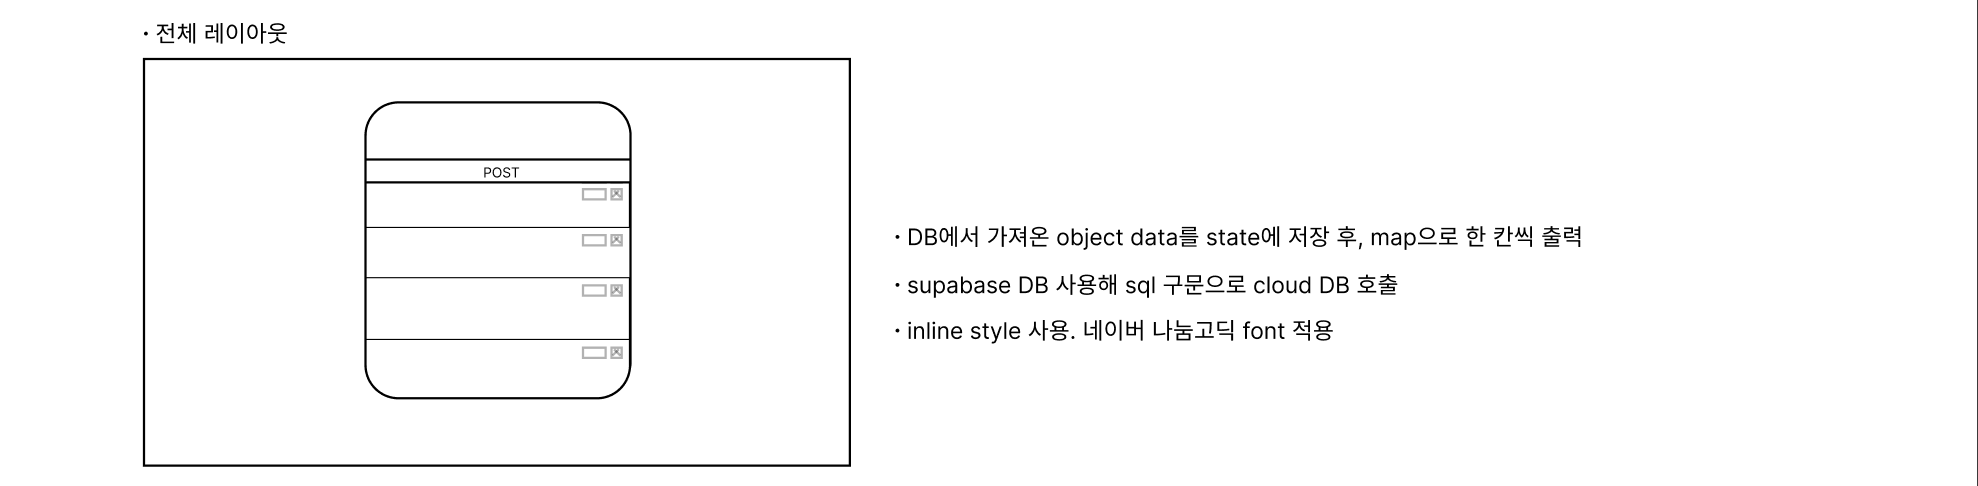 · 전체 레이아웃
POST
· DB에서 가져온 object data를 state에 저장 후, map으로 한 칸씩 출력
· supabase DB 사용해 sql 구문으로 cloud DB 호출
· inline style 사용. 네이버 나눔고딕 font 적용